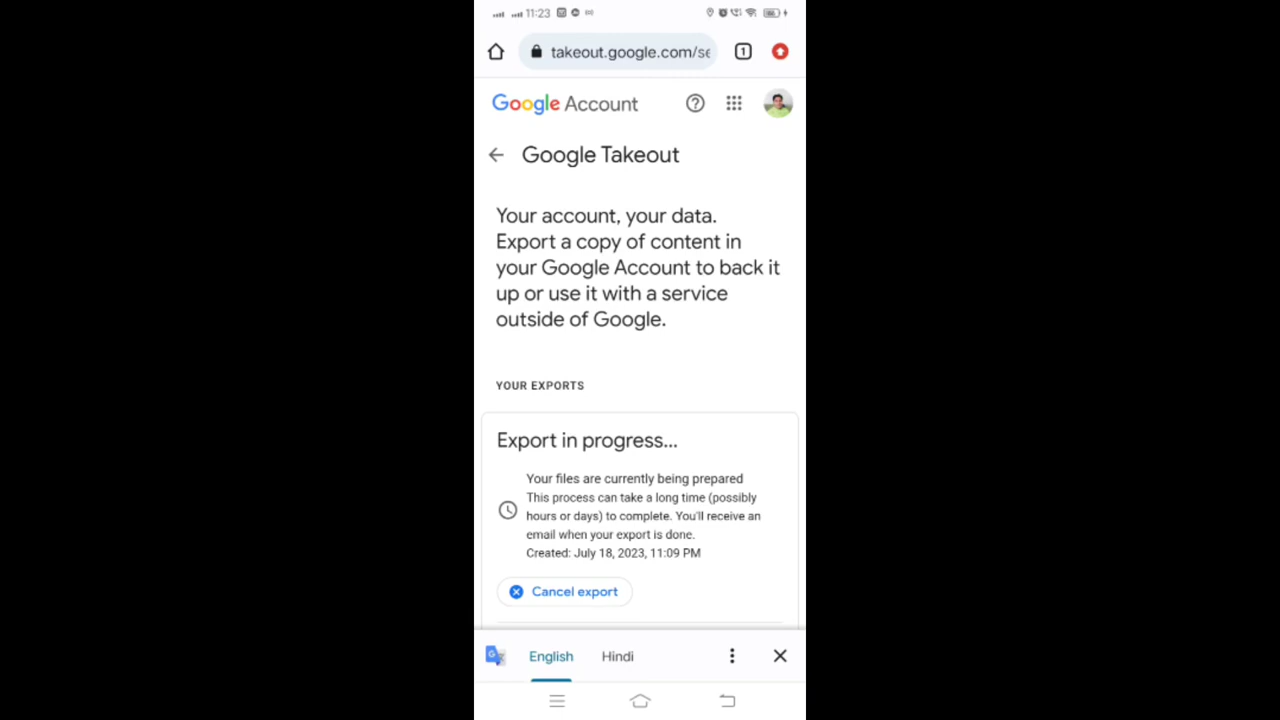 11:23
takeout.google.com/se
1
Google Account
Google Takeout
Your account, your data.
Export a copy of content in
your Google Account to back it
up or use it with a service
outside of Google.
YOUR EXPORTS
Export in progress...
Your files are currently being prepared
This process can take a long time (possibly
hours or days) to complete. You'll receive an
email when your export is done.
Created: July 18, 2023, 11:09 PM
Cancel export
English Hindi